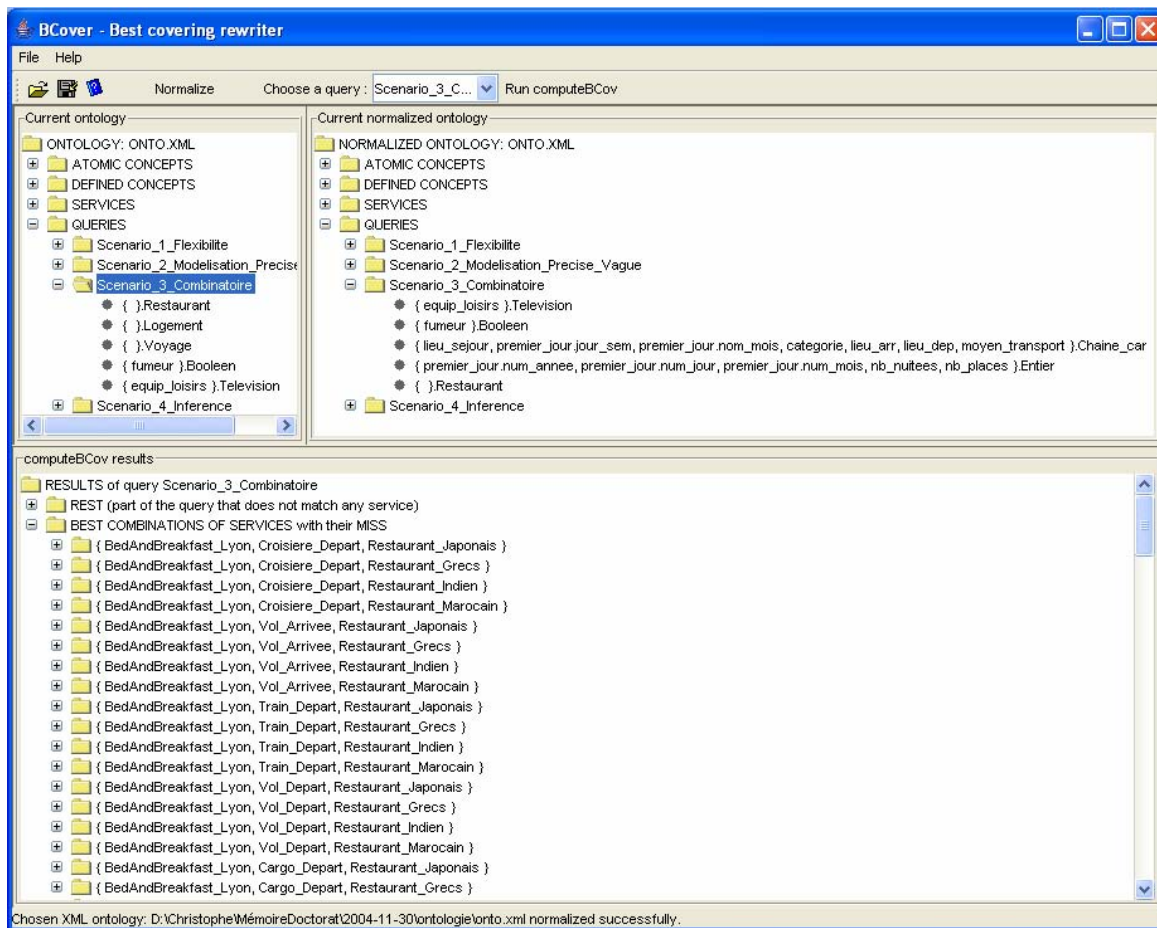 BCover - Best covering rewriter
File Help
Normalize Choose a query : Scenario_3_C... Run computeBCov
Current ontology
ONTOLOGY: ONTO.XML
ATOMIC CONCEPTS
DEFINED CONCEPTS
SERVICES
QUERIES
Scenario_1_Flexibilite
Scenario_2_Modelisation_Precise
Scenario_3_Combinatoire
{ }.Restaurant
{ }.Logement
{ }.Voyage
{ fumeur }.Booleen
{ equip_loisirs }.Television
Scenario_4_Inference
Current normalized ontology
NORMALIZED ONTOLOGY: ONTO.XML
ATOMIC CONCEPTS
DEFINED CONCEPTS
SERVICES
QUERIES
Scenario_1_Flexibilite
Scenario_2_Modelisation_Precise_Vague
Scenario_3_Combinatoire
{ equip_loisirs }.Television
{ fumeur }.Booleen
{ lieu_sejour, premier_jour.jour_sem, premier_jour.nom_mois, categorie, lieu_arr, lieu_dep, moyen_transport }.Chaine_car
{ premier_jour.num_annee, premier_jour.num_jour, premier_jour.num_mois, nb_nuitees, nb_places }.Entier
{ }.Restaurant
Scenario_4_Inference
computeBCov results
RESULTS of query Scenario_3_Combinatoire
REST (part of the query that does not match any service)
BEST COMBINATIONS OF SERVICES with their MISS
{ BedAndBreakfast_Lyon, Croisiere_Depart, Restaurant_Japonais }
{ BedAndBreakfast_Lyon, Croisiere_Depart, Restaurant_Grecs }
{ BedAndBreakfast_Lyon, Croisiere_Depart, Restaurant_Indien }
{ BedAndBreakfast_Lyon, Croisiere_Depart, Restaurant_Marocain }
{ BedAndBreakfast_Lyon, Vol_Arrivee, Restaurant_Japonais }
{ BedAndBreakfast_Lyon, Vol_Arrivee, Restaurant_Grecs }
{ BedAndBreakfast_Lyon, Vol_Arrivee, Restaurant_Indien }
{ BedAndBreakfast_Lyon, Vol_Arrivee, Restaurant_Marocain }
{ BedAndBreakfast_Lyon, Train_Depart, Restaurant_Japonais }
{ BedAndBreakfast_Lyon, Train_Depart, Restaurant_Grecs }
{ BedAndBreakfast_Lyon, Train_Depart, Restaurant_Indien }
{ BedAndBreakfast_Lyon, Train_Depart, Restaurant_Marocain }
{ BedAndBreakfast_Lyon, Vol_Depart, Restaurant_Japonais }
{ BedAndBreakfast_Lyon, Vol_Depart, Restaurant_Grecs }
{ BedAndBreakfast_Lyon, Vol_Depart, Restaurant_Indien }
{ BedAndBreakfast_Lyon, Vol_Depart, Restaurant_Marocain }
{ BedAndBreakfast_Lyon, Cargo_Depart, Restaurant_Japonais }
{ BedAndBreakfast_Lyon, Cargo_Depart, Restaurant_Grecs }
Chosen XML ontology: D:\Christophe\MémoireDoctorat\2004-11-30\ontologie\onto.xml normalized successfully.